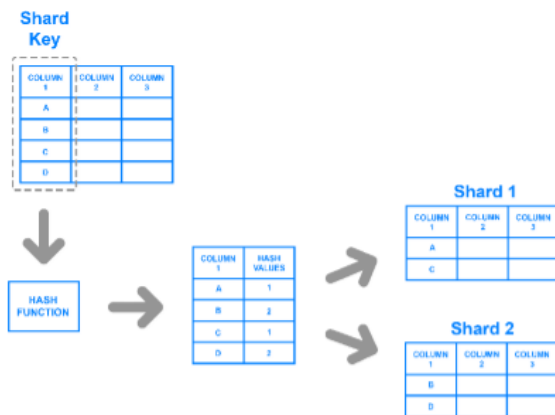 Shard
Key
COLUMN 1 COLUMN 2 COLUMN 3
A
B
C
D
HASH
FUNCTION
COLUMN 1 HASH VALUES
A 1
B 2
C 1
D 2
Shard 1
COLUMN 1 COLUMN 2 COLUMN 3
A
C
Shard 2
COLUMN 1 COLUMN 2 COLUMN 3
B
D